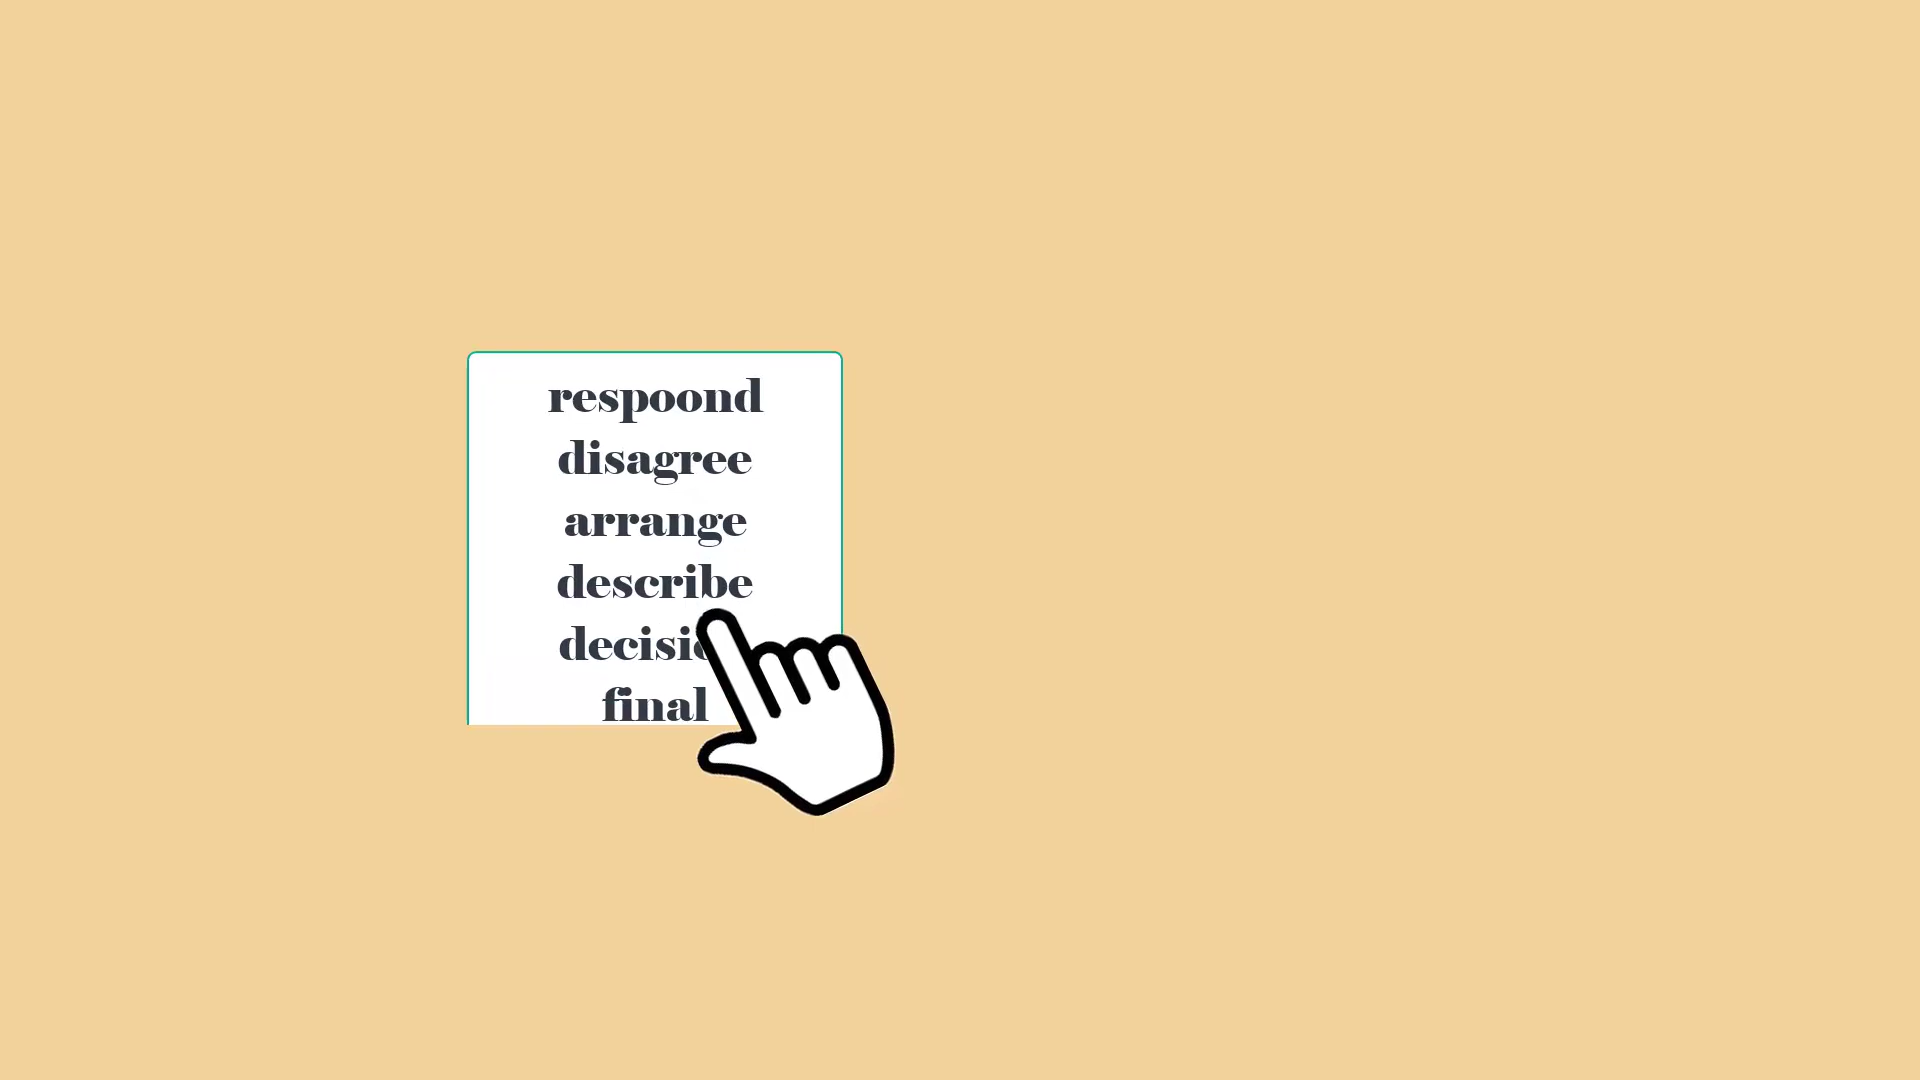 respoond
disagree
arrange
describe
final